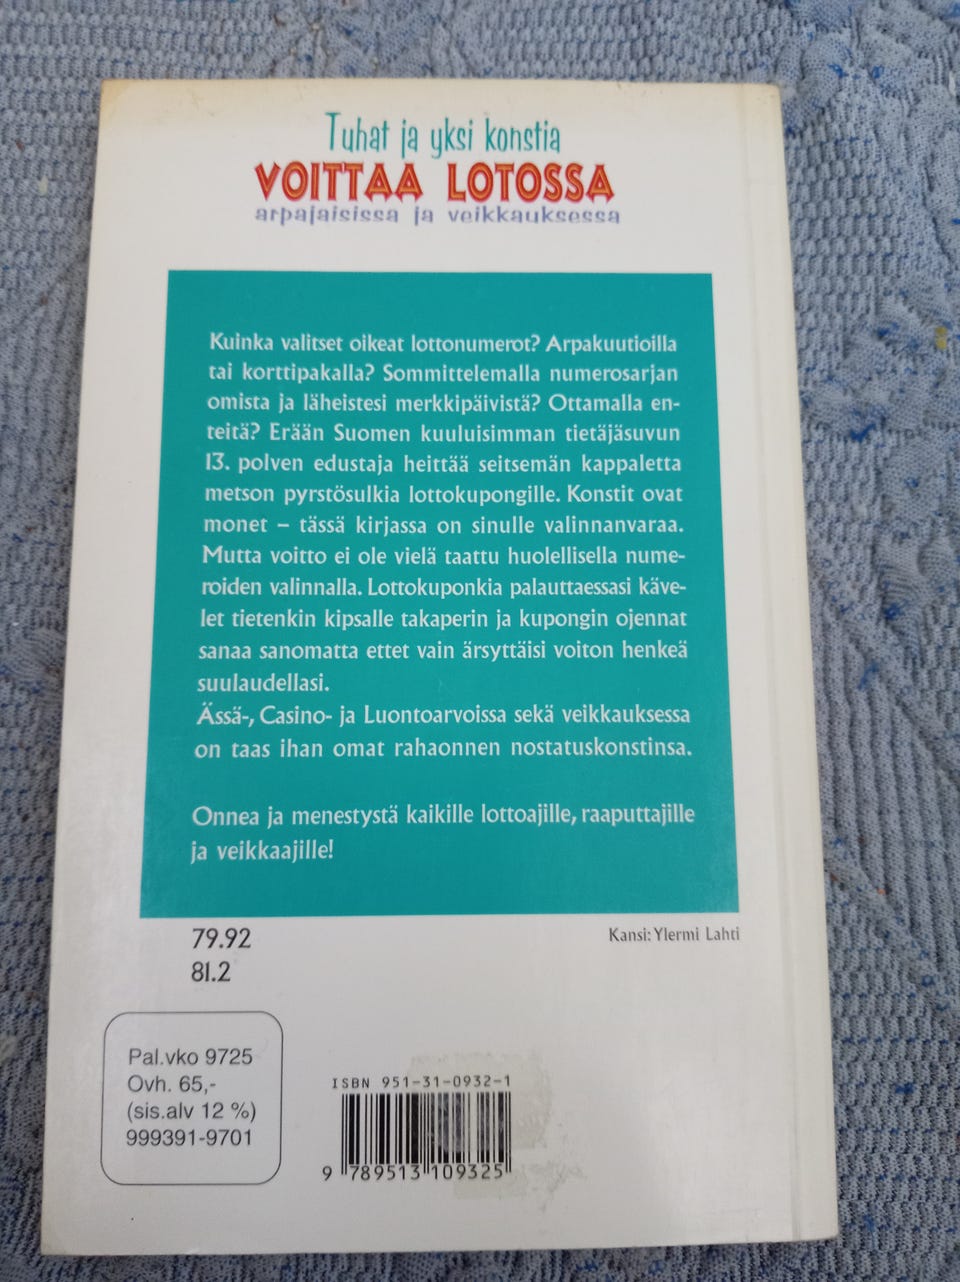 Tuhat ja yksi konstia
VOITTAA LOTOSSA
arpajaisissa ja veikkauksessa
Kuinka valitset oikeat lottonumerot? Arpakuutioilla
tai korttipakalla? Sommittelemalla numerosarjan
omista ja läheistesi merkkipäivistä? Ottamalla en-
teitä? Erään Suomen kuuluisimman tietäjäsuvun
13. polven edustaja heittää seitsemän kappaletta
metson pyrstösulkia lottokupongille. Konstit ovat
monet – tässä kirjassa on sinulle valinnanvaraa.
Mutta voitto ei ole vielä taattu huolellisella nume-
roiden valinnalla. Lottokuponkia palauttaessasi käve-
let tietenkin kipsalle takaperin ja kupongin ojennat
sanaa sanomatta ettet vain ärsyttäisi voiton henkeä
suulaudellasi.
Ässä-, Casino- ja Luontoarvoissa sekä veikkauksessa
on taas ihan omat rahaonnen nostatuskonstinsa.
Onnea ja menestystä kaikille lottoajille, raaputtajille
ja veikkaajille!
79.92
81.2
Kansi: Ylermi Lahti
Pal.vko 9725
Ovh. 65,-
(sis.alv 12 %)
999391-9701
ISBN 951-31-0932-1
9 789513 109325